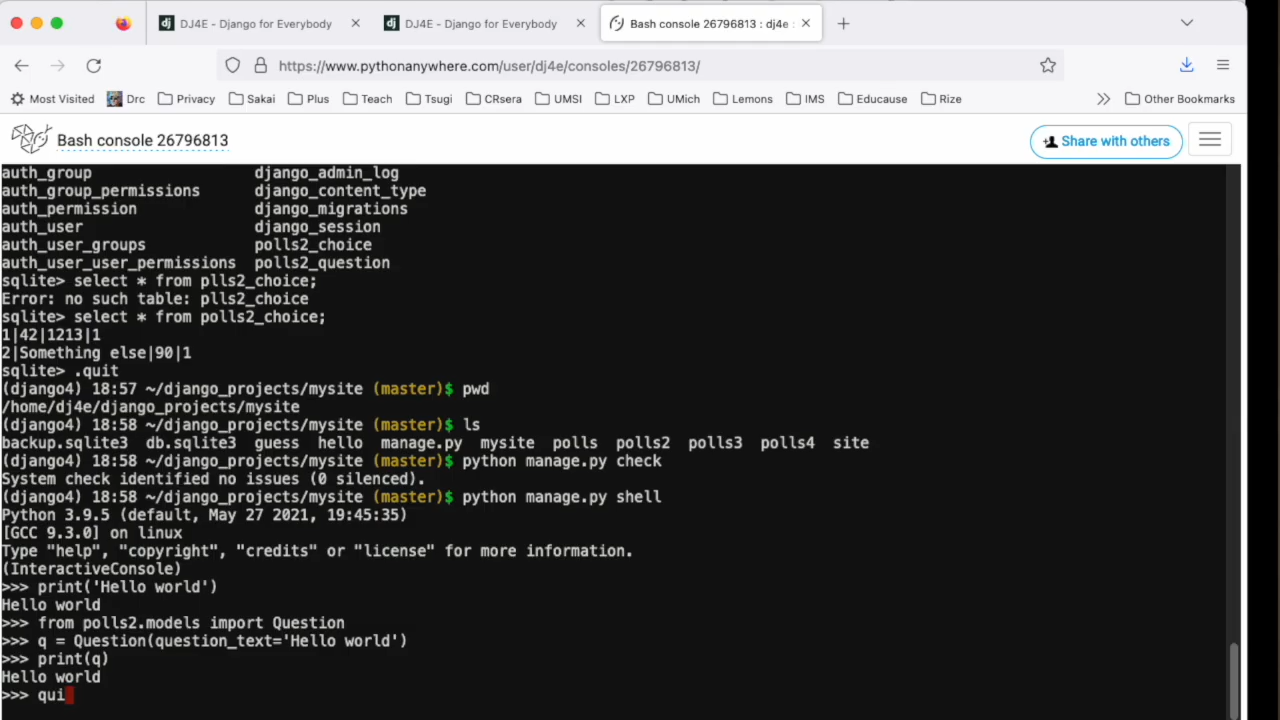 DJ4E - Django for Everybody
DJ4E - Django for Everybody
Bash console 26796813 : dj4e :
https://www.pythonanywhere.com/user/dj4e/consoles/26796813/
Most Visited Drc Privacy Sakai Plus Teach Tsugi CRsera UMSI LXP UMich Lemons IMS Educause Rize Other Bookmarks
Bash console 26796813
Share with others
auth_group django_admin_log
auth_group_permissions django_content_type
auth_permission django_migrations
auth_user django_session
auth_user_groups polls2_choice
auth_user_user_permissions polls2_question
sqlite> select * from plls2_choice;
Error: no such table: plls2_choice
sqlite> select * from polls2_choice;
1|42|1213|1
2|Something else|90|1
sqlite> .quit
(django4) 18:57 ~/django_projects/mysite (master)$ pwd
/home/dj4e/django_projects/mysite
(django4) 18:58 ~/django_projects/mysite (master)$ ls
backup.sqlite3 db.sqlite3 guess hello manage.py mysite polls polls2 polls3 polls4 site
(django4) 18:58 ~/django_projects/mysite (master)$ python manage.py check
System check identified no issues (0 silenced).
(django4) 18:58 ~/django_projects/mysite (master)$ python manage.py shell
Python 3.9.5 (default, May 27 2021, 19:45:35)
[GCC 9.3.0] on linux
Type "help", "copyright", "credits" or "license" for more information.
(InteractiveConsole)
>>> print('Hello world')
Hello world
>>> from polls2.models import Question
>>> q = Question(question_text='Hello world')
>>> print(q)
Hello world
>>> qui